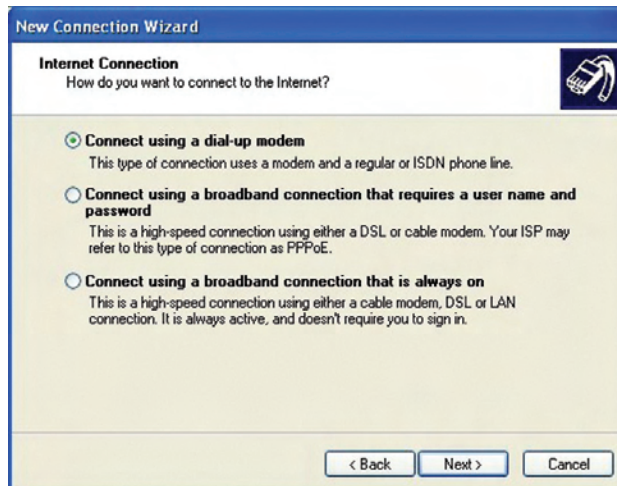 New Connection Wizard
Internet Connection
How do you want to connect to the Internet?
Connect using a dial-up modem
This type of connection uses a modem and a regular or ISDN phone line.
Connect using a broadband connection that requires a user name and
password
This is a high-speed connection using either a DSL or cable modem. Your ISP may
refer to this type of connection as PPPoE.
Connect using a broadband connection that is always on
This is a high-speed connection using either a cable modem, DSL or LAN
connection. It is always active, and doesn't require you to sign in.
< Back Next > Cancel